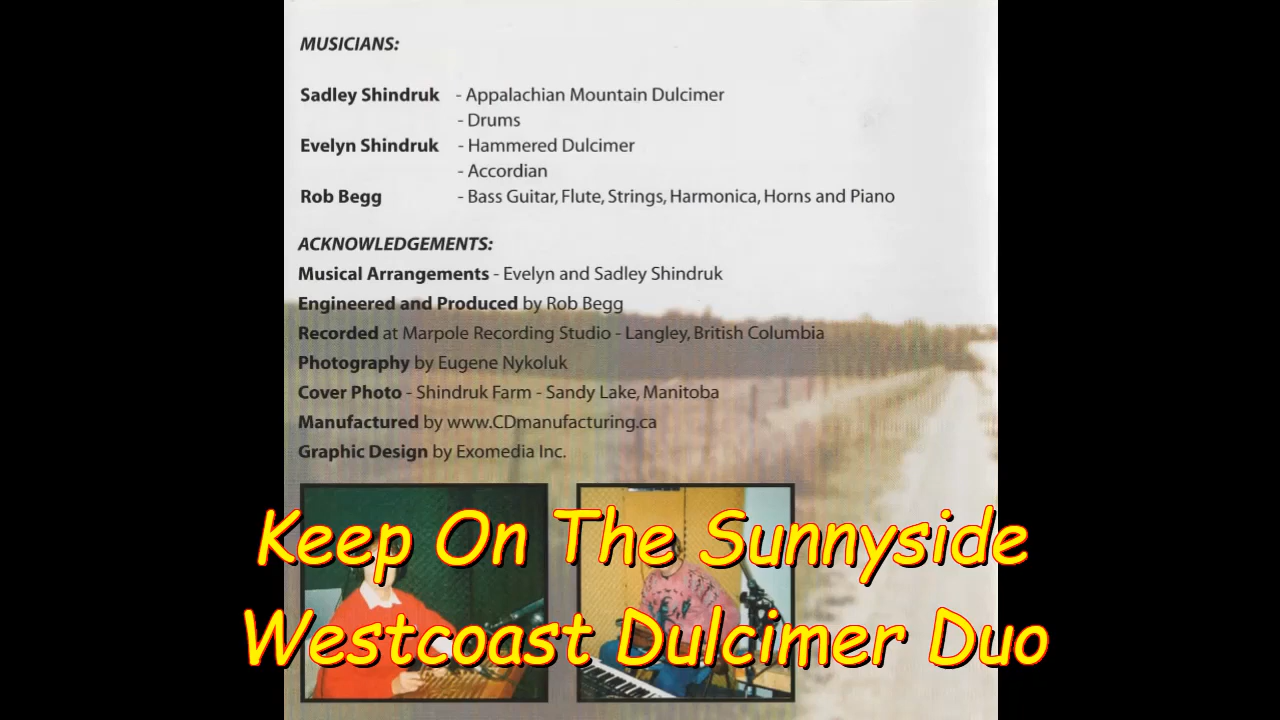 MUSICIANS:
Sadley Shindruk - Appalachian Mountain Dulcimer
- Drums
Evelyn Shindruk - Hammered Dulcimer
- Accordian
Rob Begg - Bass Guitar, Flute, Strings, Harmonica, Horns and Piano
ACKNOWLEDGEMENTS:
Musical Arrangements - Evelyn and Sadley Shindruk
Engineered and Produced by Rob Begg
Recorded at Marpole Recording Studio - Langley, British Columbia
Photography by Eugene Nykoluk
Cover Photo - Shindruk Farm - Sandy Lake, Manitoba
Manufactured by www.CDmanufacturing.ca
Graphic Design by Exomedia Inc.
Keep On The Sunnyside
Westcoast Dulcimer Duo